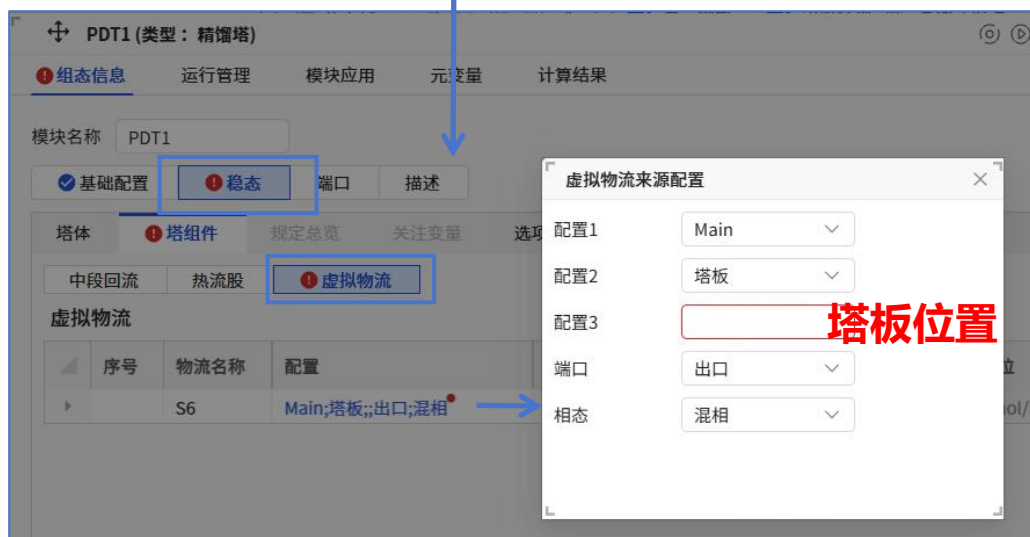 PDT1 (类型：精馏塔)
组态信息 运行管理 模块应用 元变量 计算结果
模块名称 PDT1
基础配置 稳态 端口 描述
塔体 塔组件 规定总览 关注变量 选项
中段回流 热流股 虚拟物流
虚拟物流
序号 物流名称 配置
S6 Main;塔板;;出口;混相
虚拟物流来源配置
配置1 Main
配置2 塔板
配置3 塔板位置
端口 出口
相态 混相